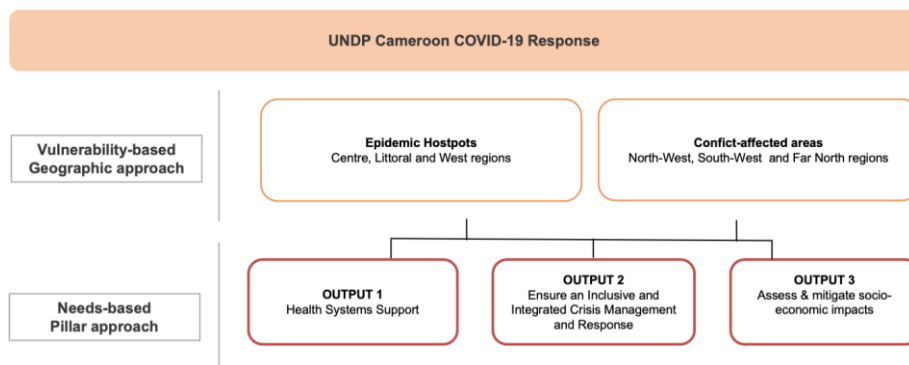 UNDP Cameroon COVID-19 Response
Vulnerability-based
Geographic approach
Epidemic Hostpots
Centre, Littoral and West regions
Confict-affected areas
North-West, South-West and Far North regions
Needs-based
Pillar approach
OUTPUT 1
Health Systems Support
OUTPUT 2
Ensure an Inclusive and
Integrated Crisis Management
and Response
OUTPUT 3
Assess & mitigate socio-
economic impacts